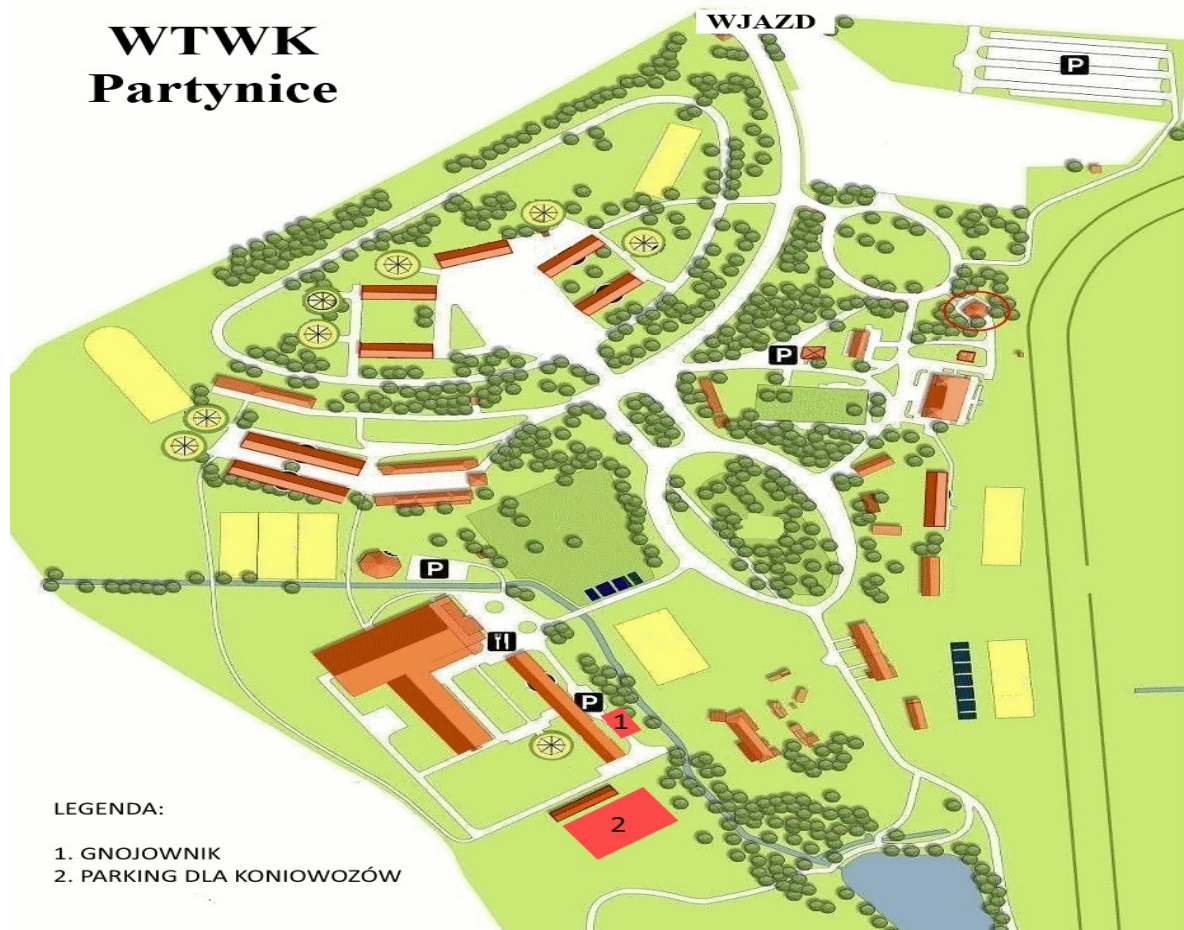 WTWK
Partynice
WJAZD
P
P
P
P
1
2
LEGENDA:
1. GNOJOWNIK
2. PARKING DLA KONIOWOZÓW